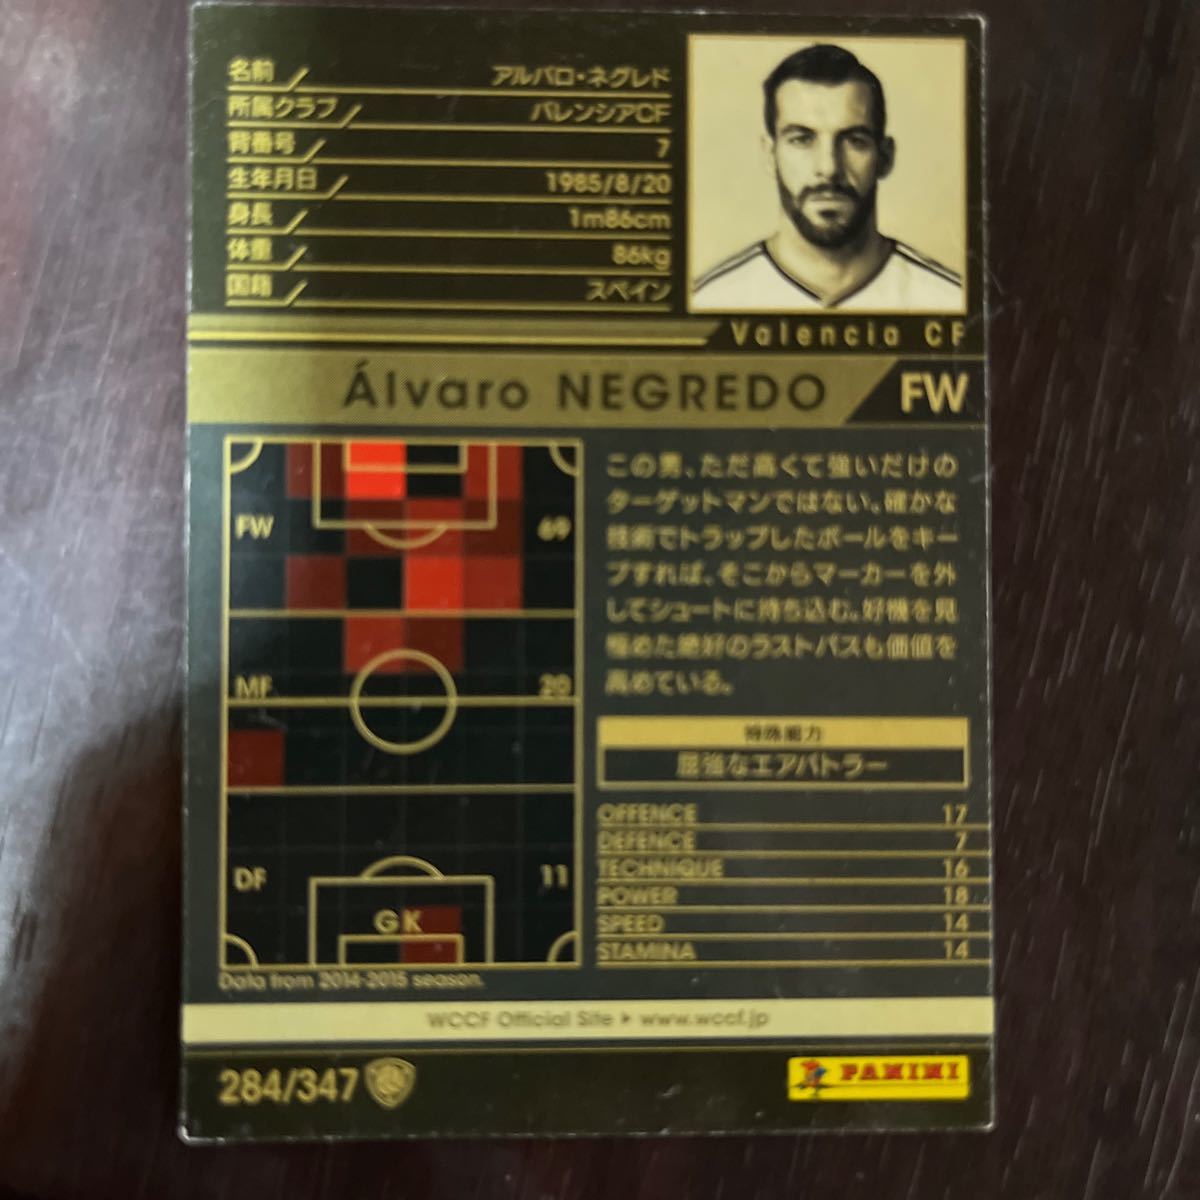 名前 アルバロ・ネグレド
所属クラブ バレンシアCF
背番号 7
生年月日 1985/8/20
身長 1m86cm
体重 86kg
国籍 スペイン
Valencia CF
Álvaro NEGREDO FW
FW 69
MF 20
DF 11
GK
Data from 2014-2015 season.
この男、ただ高くて強いだけの
ターゲットマンではない。確かな
技術でトラップしたボールをキー
プすれば、そこからマーカーを外
してシュートに持ち込む。好機を見
極めた絶好のラストパスも価値を
高めている。
特殊能力
屈強なエアバトラー
OFFENCE 17
DEFENCE 7
TECHNIQUE 16
POWER 18
SPEED 14
STAMINA 14
WCCF Official Site ▶ www.wccf.jp
284/347
PANINI